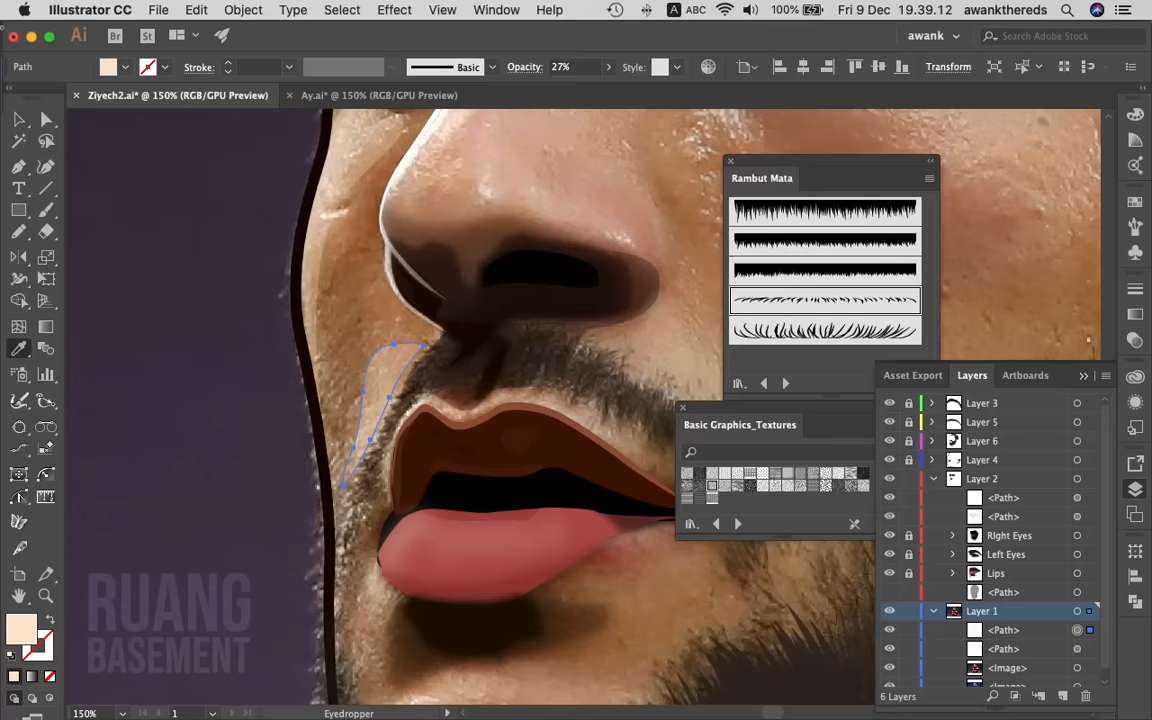 Illustrator CC File Edit Object Type Select Effect View Window Help A ABC 100% Fri 9 Dec 19.39.12 awankthereds
Ai Br St awank Search Adobe Stock
Path Stroke: Basic Opacity: 27% Style: Transform
Ziyech2.ai* @ 150% (RGB/GPU Preview) Ay.ai* @ 150% (RGB/GPU Preview)
Rambut Mata
Asset Export Layers Artboards
Layer 3
Layer 5
Basic Graphics_Textures
Layer 6
Layer 4
Layer 2
<Path>
<Path>
RIght Eyes
Left Eyes
Lips
<Path>
Layer 1
<Path>
<Path>
<Image>
6 Layers
RUANG
BASEMENT
150% 1 Eyedropper